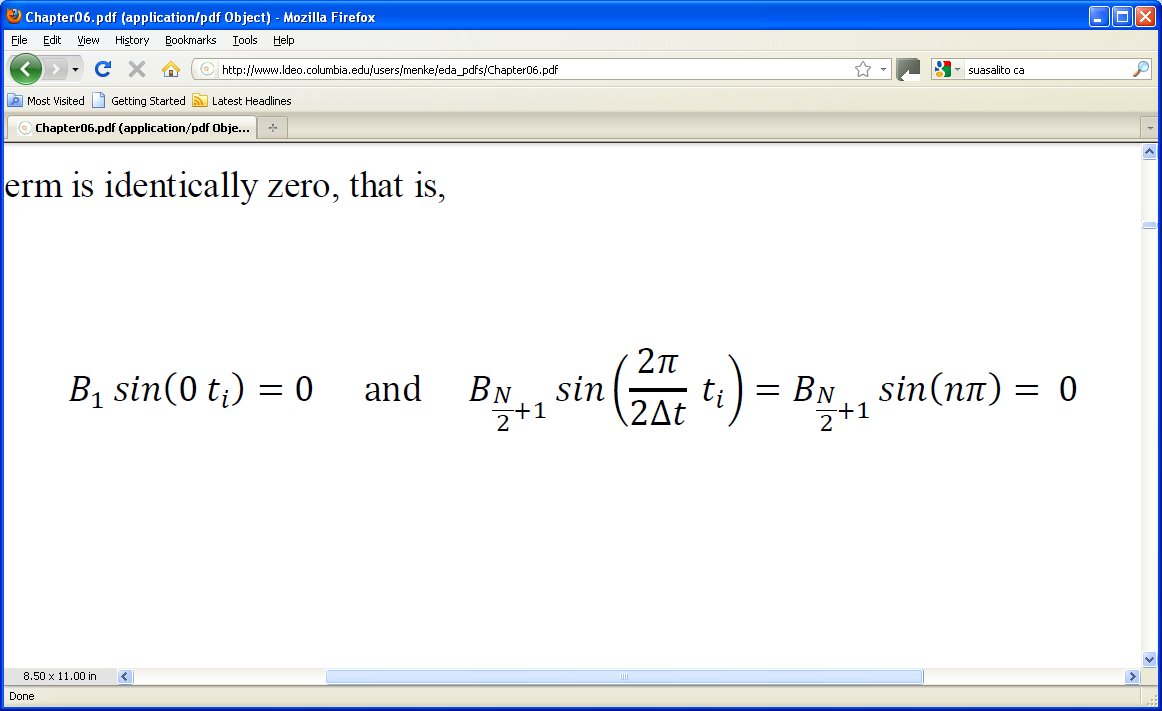 Chapter06.pdf (application/pdf Object) - Mozilla Firefox
File Edit View History Bookmarks Tools Help
http://www.ldeo.columbia.edu/users/menke/eda_pdfs/Chapter06.pdf suasalito ca
Most Visited Getting Started Latest Headlines
Chapter06.pdf (application/pdf Obje...
erm is identically zero, that is,
B₁ sin(0 tᵢ) = 0 and B_{N/2+1} sin(2π/2Δt tᵢ) = B_{N/2+1} sin(nπ) = 0
8.50 x 11.00 in
Done